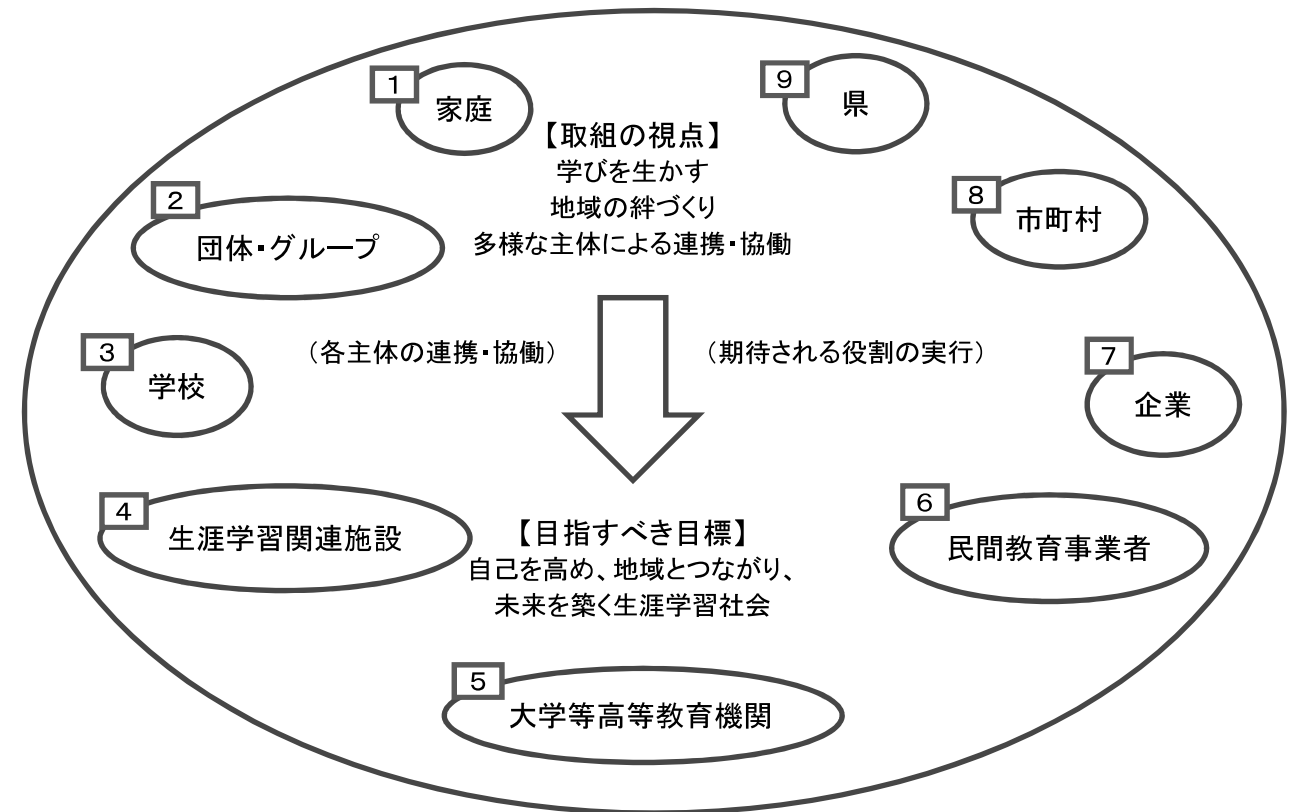 1
家庭
9
県
【取組の視点】
学びを生かす
地域の絆づくり
多様な主体による連携・協働
2
団体・グループ
8
市町村
（各主体の連携・協働）
（期待される役割の実行）
3
学校
7
企業
4
生涯学習関連施設
【目指すべき目標】
自己を高め、地域とつながり、
未来を築く生涯学習社会
6
民間教育事業者
5
大学等高等教育機関